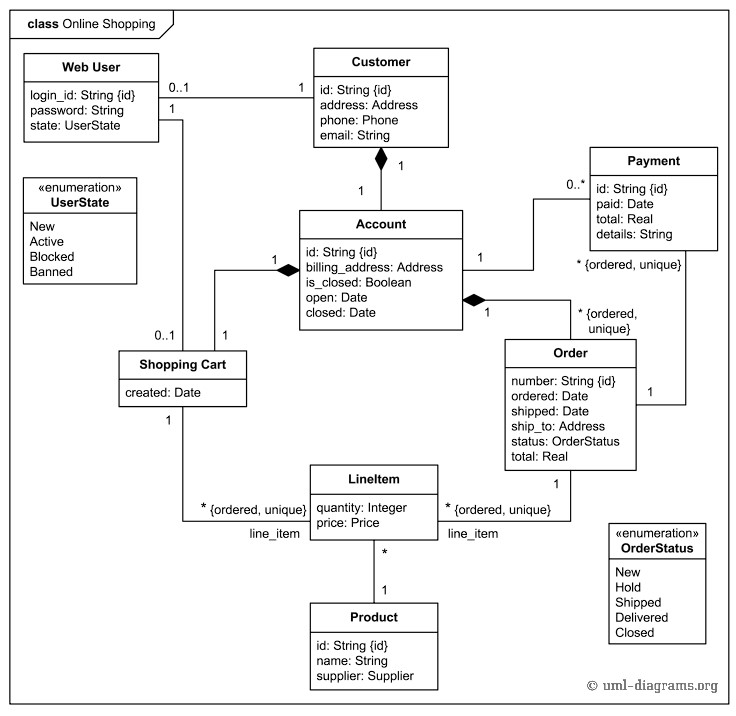 class Online Shopping
Web User
login_id: String {id}
password: String
state: UserState
0..1
1
1
Customer
id: String {id}
address: Address
phone: Phone
email: String
1
1
«enumeration»
UserState
New
Active
Blocked
Banned
Payment
id: String {id}
paid: Date
total: Real
details: String
0..*
* {ordered, unique}
Account
id: String {id}
billing_address: Address
is_closed: Boolean
open: Date
closed: Date
1
1
1
* {ordered,
unique}
0..1
1
Shopping Cart
created: Date
1
Order
number: String {id}
ordered: Date
shipped: Date
ship_to: Address
status: OrderStatus
total: Real
1
1
LineItem
quantity: Integer
price: Price
* {ordered, unique}
line_item
* {ordered, unique}
line_item
*
1
«enumeration»
OrderStatus
New
Hold
Shipped
Delivered
Closed
Product
id: String {id}
name: String
supplier: Supplier
© uml-diagrams.org